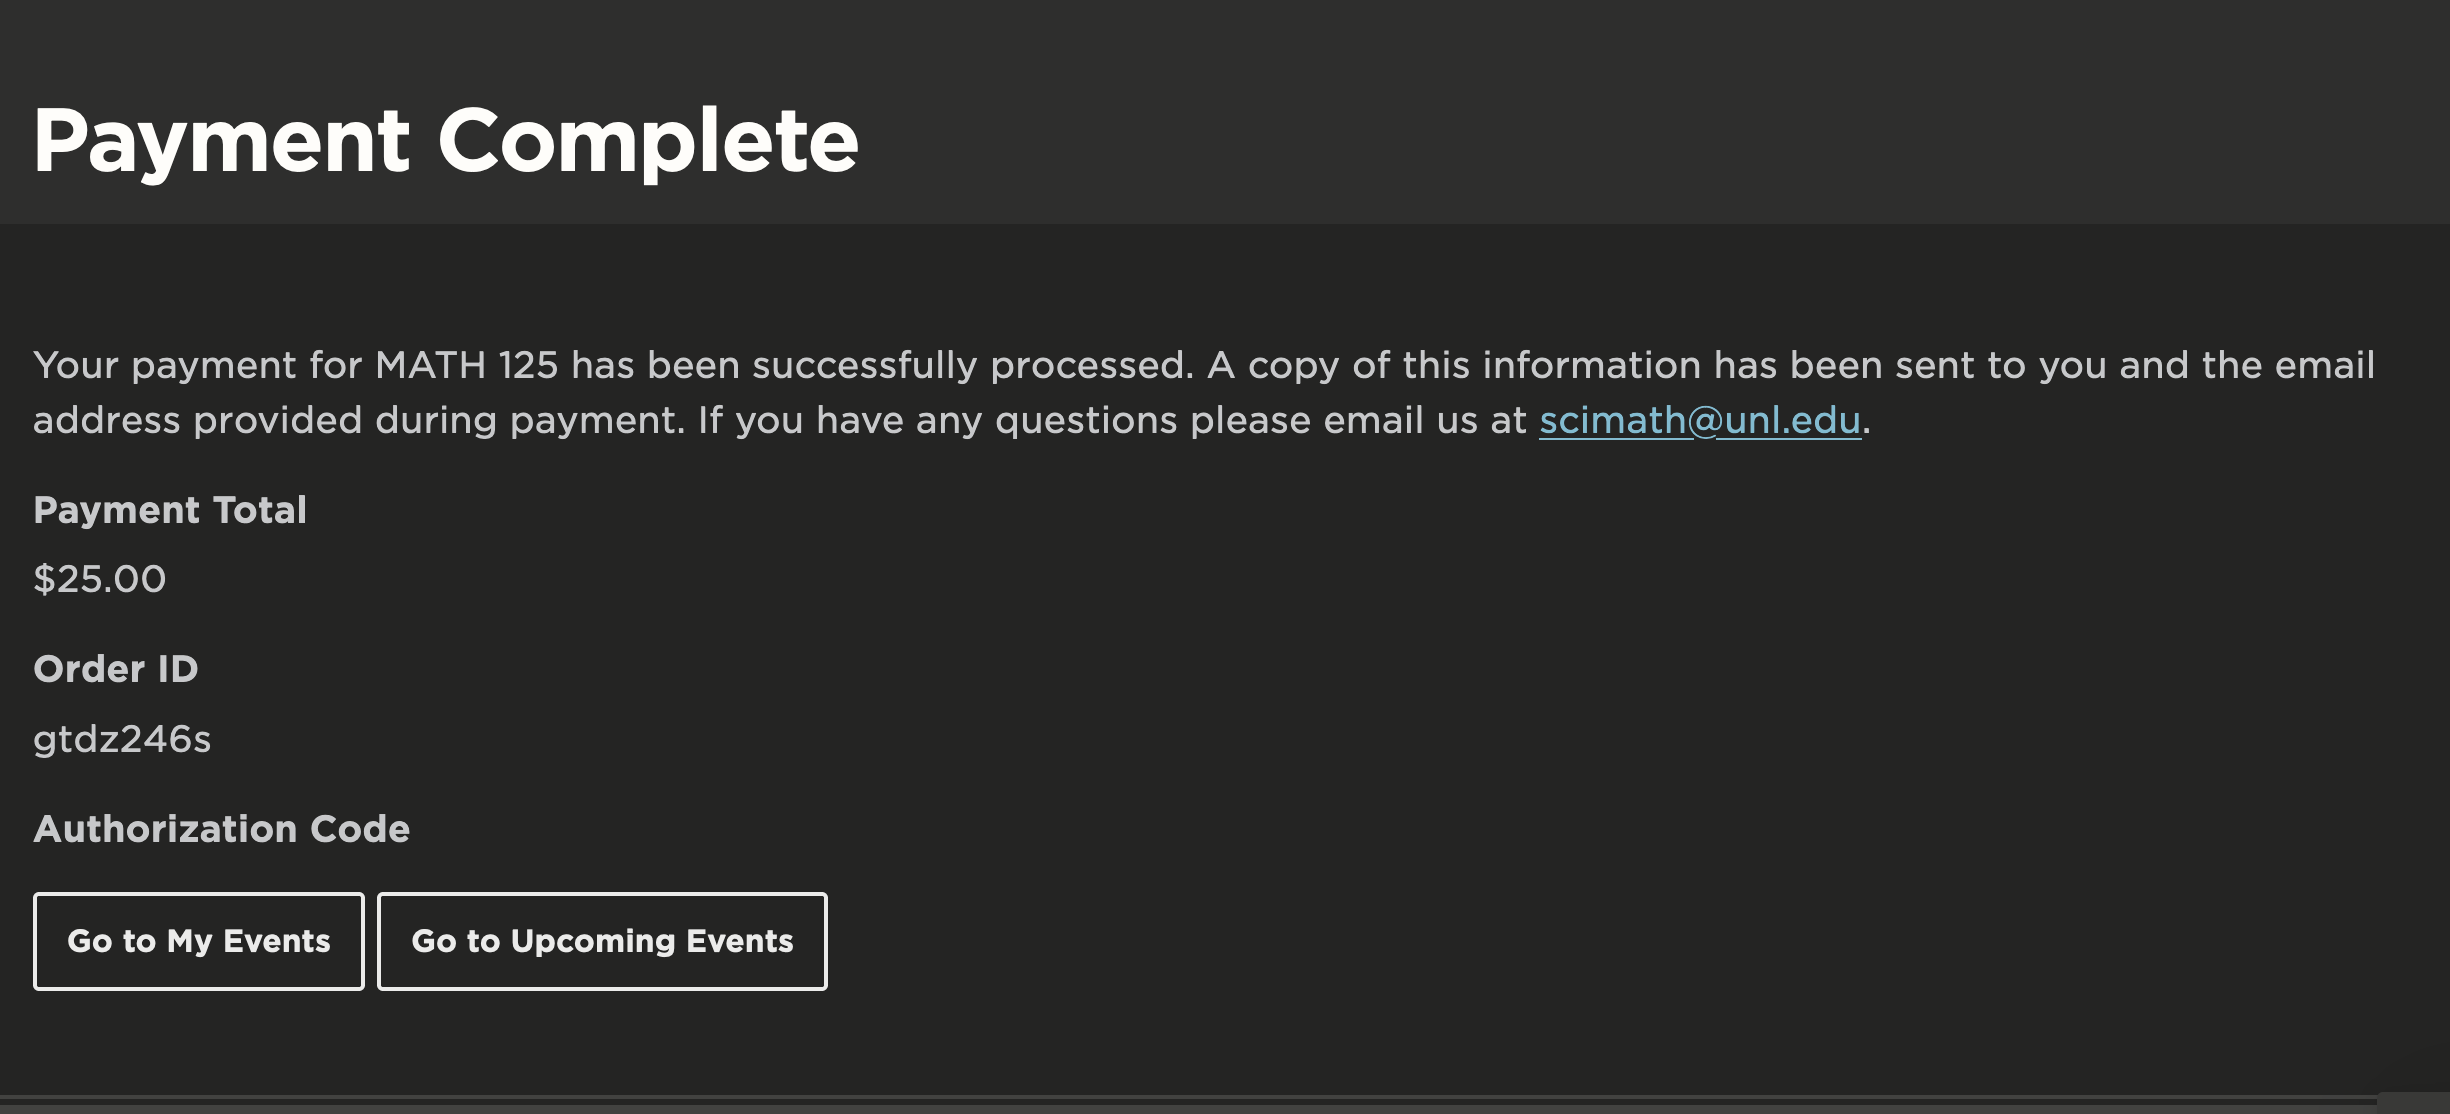 Payment Complete
Your payment for MATH 125 has been successfully processed. A copy of this information has been sent to you and the email
address provided during payment. If you have any questions please email us at scimath@unl.edu.
Payment Total
$25.00
Order ID
gtdz246s
Authorization Code
Go to My Events
Go to Upcoming Events